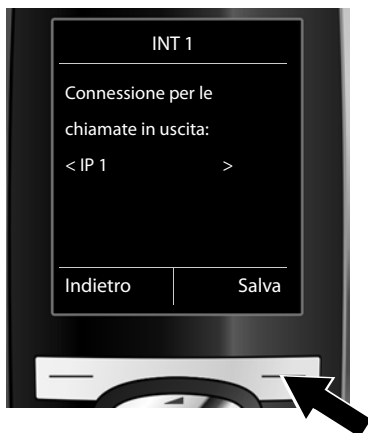 INT 1
Connessione per le
chiamate in uscita:
< IP 1 >
Indietro Salva